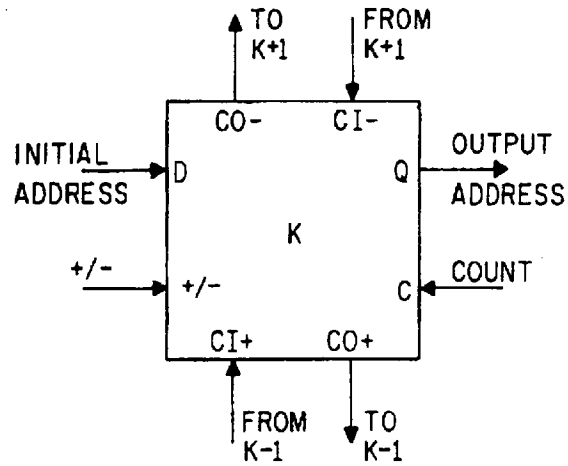 TO
K+1
FROM
K+1
CO-
CI-
INITIAL
ADDRESS
D
Q
OUTPUT
ADDRESS
K
+/-
+/-
C
COUNT
CI+
CO+
FROM
K-1
TO
K-1